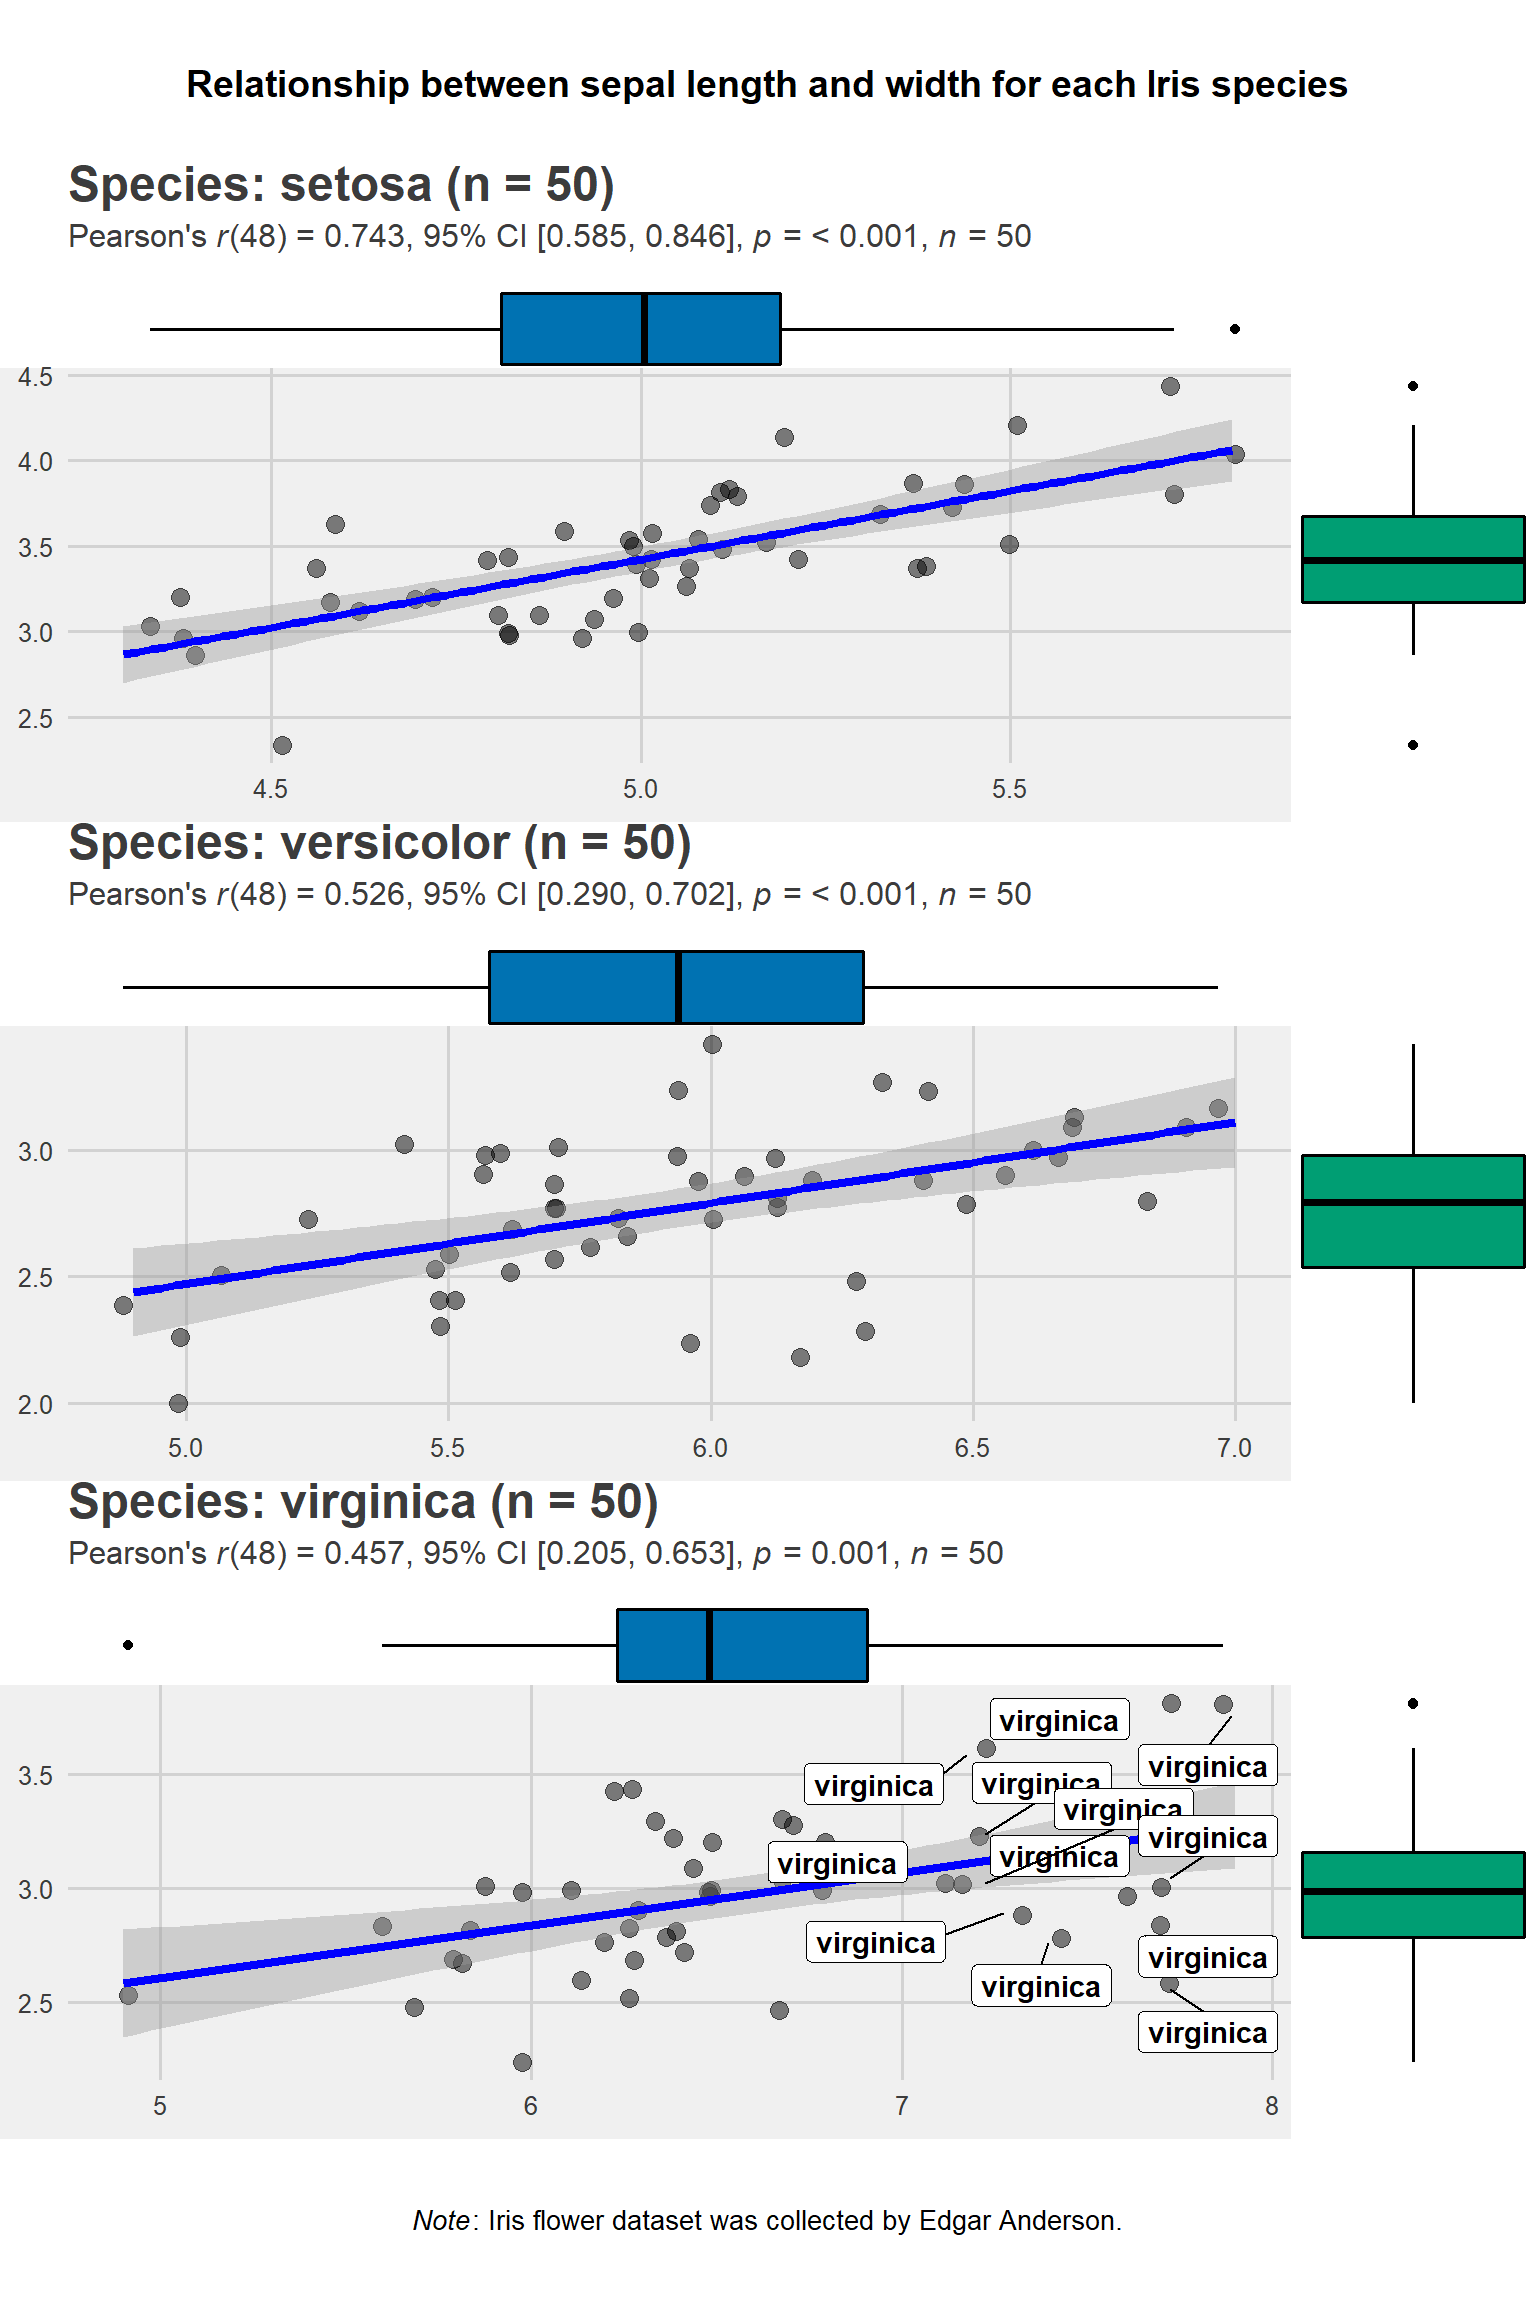 Relationship between sepal length and width for each Iris species
Species: setosa (n = 50)
Pearson's r(48) = 0.743, 95% CI [0.585, 0.846], p = < 0.001, n = 50
4.5
4.0
3.5
3.0
2.5
4.5 5.0 5.5
Species: versicolor (n = 50)
Pearson's r(48) = 0.526, 95% CI [0.290, 0.702], p = < 0.001, n = 50
3.0
2.5
2.0
5.0 5.5 6.0 6.5 7.0
Species: virginica (n = 50)
Pearson's r(48) = 0.457, 95% CI [0.205, 0.653], p = 0.001, n = 50
virginica
virginica
3.5
virginica
virginica
virginica
virginica
virginica
virginica
3.0
virginica
virginica
virginica
2.5
virginica
5 6 7 8
Note: Iris flower dataset was collected by Edgar Anderson.